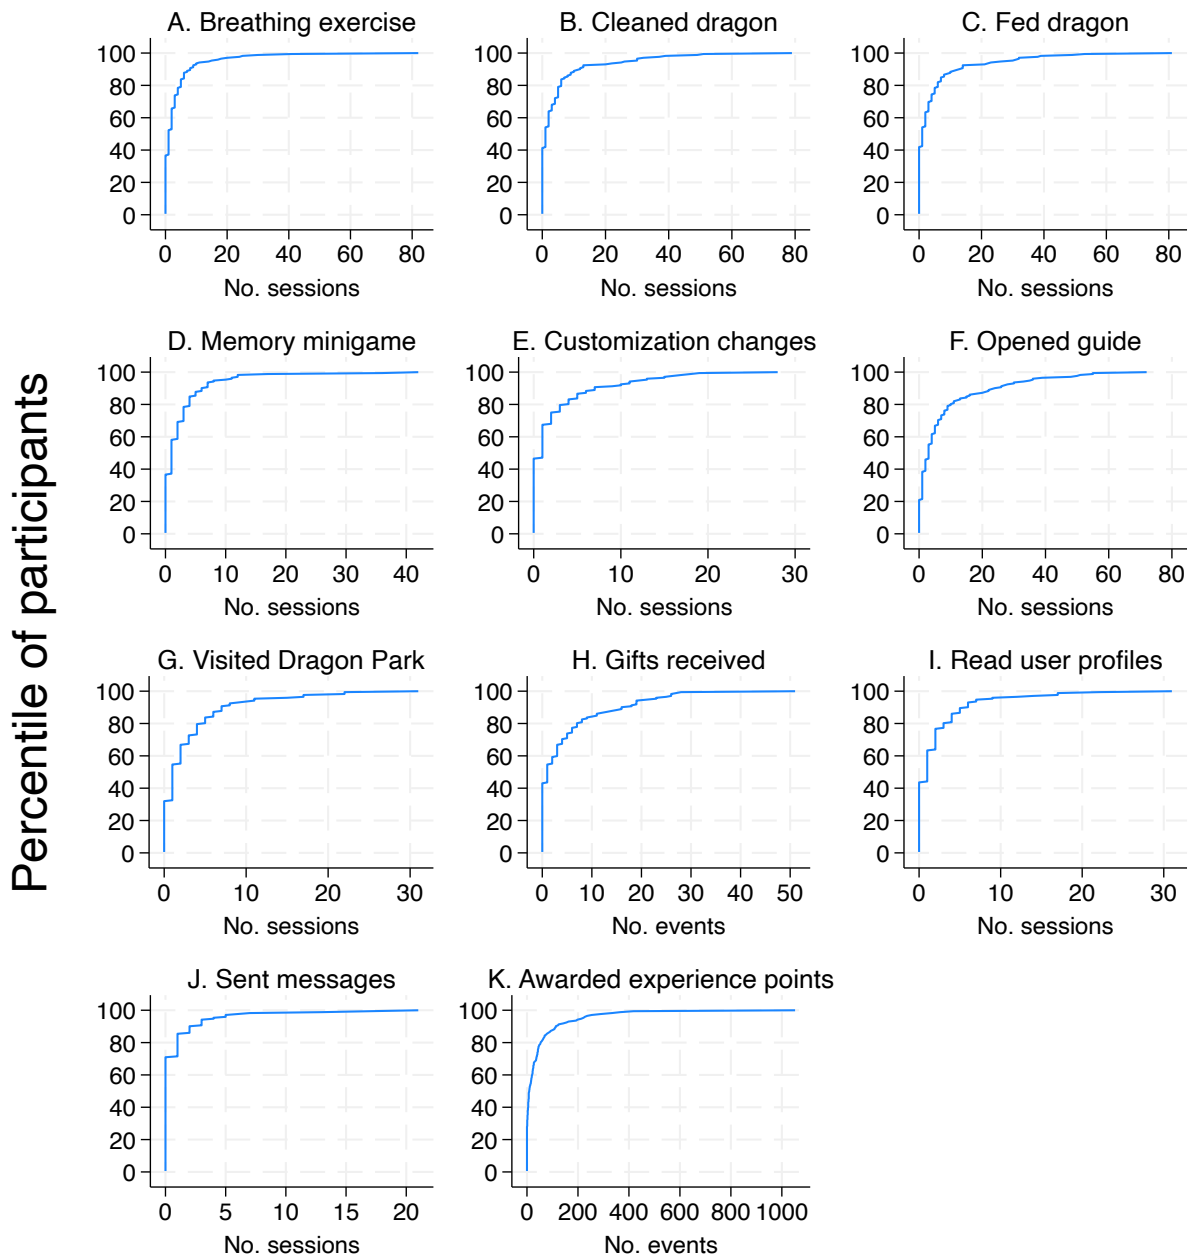 A. Breathing exercise
100
80
60
40
20
0
0 20 40 60 80
No. sessions
B. Cleaned dragon
100
80
60
40
20
0
0 20 40 60 80
No. sessions
C. Fed dragon
100
80
60
40
20
0
0 20 40 60 80
No. sessions
Percentile of participants
D. Memory minigame
100
80
60
40
20
0
0 10 20 30 40
No. sessions
E. Customization changes
100
80
60
40
20
0
0 10 20 30
No. sessions
F. Opened guide
100
80
60
40
20
0
0 20 40 60 80
No. sessions
G. Visited Dragon Park
100
80
60
40
20
0
0 10 20 30
No. sessions
H. Gifts received
100
80
60
40
20
0
0 10 20 30 40 50
No. events
I. Read user profiles
100
80
60
40
20
0
0 10 20 30
No. sessions
J. Sent messages
100
80
60
40
20
0
0 5 10 15 20
No. sessions
K. Awarded experience points
100
80
60
40
20
0
0 200 400 600 800 1000
No. events